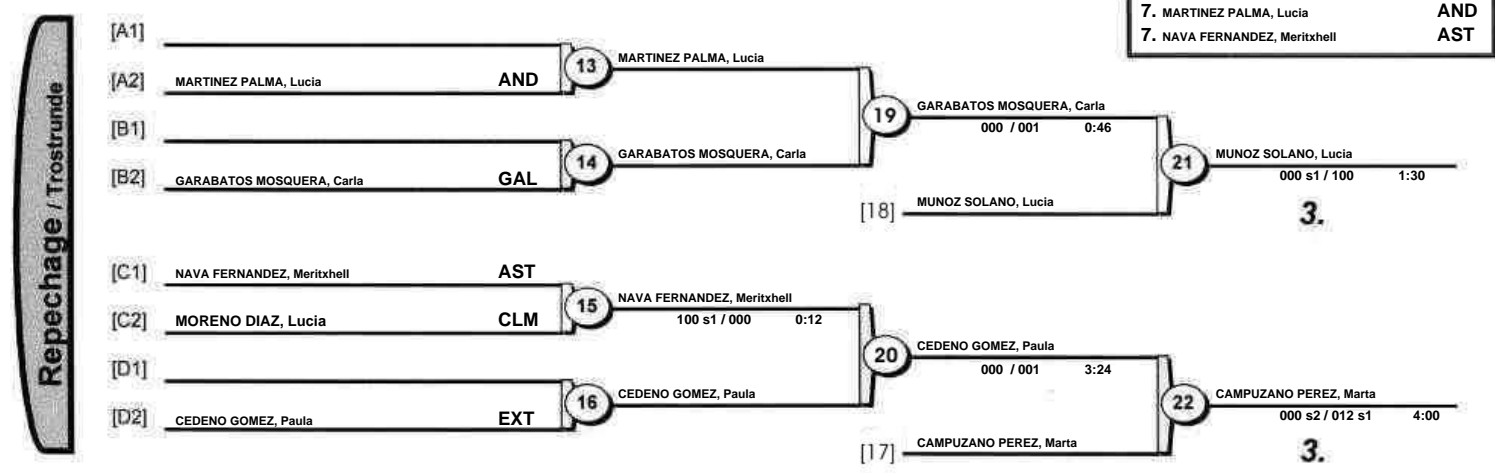 7. MARTINEZ PALMA, Lucia AND
7. NAVA FERNANDEZ, Meritxhell AST
Repechage / Trostrunde
[A1]
[A2] MARTINEZ PALMA, Lucia AND
13 MARTINEZ PALMA, Lucia
[B1]
[B2] GARABATOS MOSQUERA, Carla GAL
14 GARABATOS MOSQUERA, Carla
19 GARABATOS MOSQUERA, Carla
000 / 001 0:46
[18] MUNOZ SOLANO, Lucia
21 MUNOZ SOLANO, Lucia
000 s1 / 100 1:30
3.
[C1] NAVA FERNANDEZ, Meritxhell AST
[C2] MORENO DIAZ, Lucia CLM
15 NAVA FERNANDEZ, Meritxhell
100 s1 / 000 0:12
[D1]
[D2] CEDENO GOMEZ, Paula EXT
16 CEDENO GOMEZ, Paula
20 CEDENO GOMEZ, Paula
000 / 001 3:24
[17] CAMPUZANO PEREZ, Marta
22 CAMPUZANO PEREZ, Marta
000 s2 / 012 s1 4:00
3.